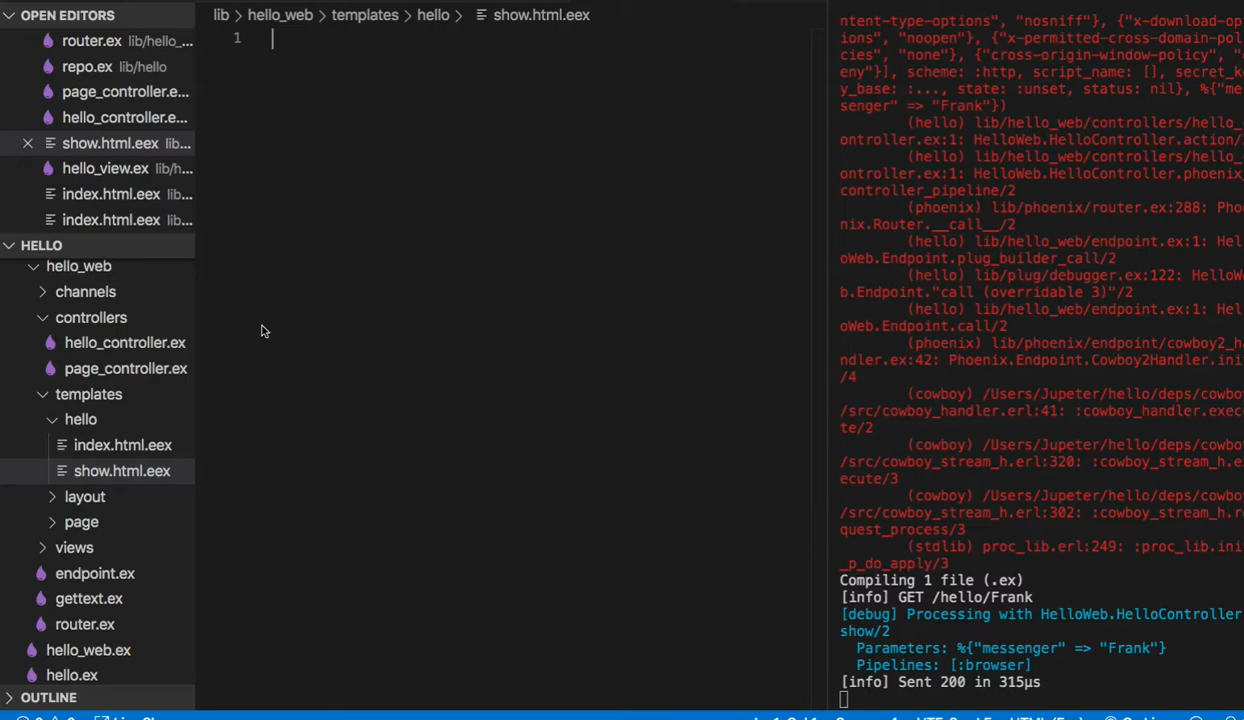 OPEN EDITORS
router.ex lib/hello_...
repo.ex lib/hello
page_controller.e...
hello_controller.e...
show.html.eex lib...
hello_view.ex lib/h...
index.html.eex lib...
index.html.eex lib...
HELLO
hello_web
channels
controllers
hello_controller.ex
page_controller.ex
templates
hello
index.html.eex
show.html.eex
layout
page
views
endpoint.ex
gettext.ex
router.ex
hello_web.ex
hello.ex
OUTLINE
lib > hello_web > templates > hello > show.html.eex
1
ntent-type-options", "nosniff"}, {"x-download-op
ions", "noopen"}, {"x-permitted-cross-domain-pol
icies", "none"}, {"cross-origin-window-policy", "
eny"}], scheme: :http, script_name: [], secret_k
y_base: :..., state: :unset, status: nil}, %{"me
senger" => "Frank"})
(hello) lib/hello_web/controllers/hello_
ontroller.ex:1: HelloWeb.HelloController.action/
(hello) lib/hello_web/controllers/hello_
ontroller.ex:1: HelloWeb.HelloController.phoenix_
controller_pipeline/2
(phoenix) lib/phoenix/router.ex:288: Pho
nix.Router.__call__/2
(hello) lib/hello_web/endpoint.ex:1: Hel
oWeb.Endpoint.plug_builder_call/2
(hello) lib/plug/debugger.ex:122: HelloW
b.Endpoint."call (overridable 3)"/2
(hello) lib/hello_web/endpoint.ex:1: Hel
oWeb.Endpoint.call/2
(phoenix) lib/phoenix/endpoint/cowboy2_h
ndler.ex:42: Phoenix.Endpoint.Cowboy2Handler.ini
/4
(cowboy) /Users/Jupeter/hello/deps/cowbo
/src/cowboy_handler.erl:41: :cowboy_handler.exec
te/2
(cowboy) /Users/Jupeter/hello/deps/cowbo
/src/cowboy_stream_h.erl:320: :cowboy_stream_h.e
ecute/3
(cowboy) /Users/Jupeter/hello/deps/cowbo
/src/cowboy_stream_h.erl:302: :cowboy_stream_h.r
quest_process/3
(stdlib) proc_lib.erl:249: :proc_lib.ini
_p_do_apply/3
Compiling 1 file (.ex)
[info] GET /hello/Frank
[debug] Processing with HelloWeb.HelloController
show/2
Parameters: %{"messenger" => "Frank"}
Pipelines: [:browser]
[info] Sent 200 in 315µs